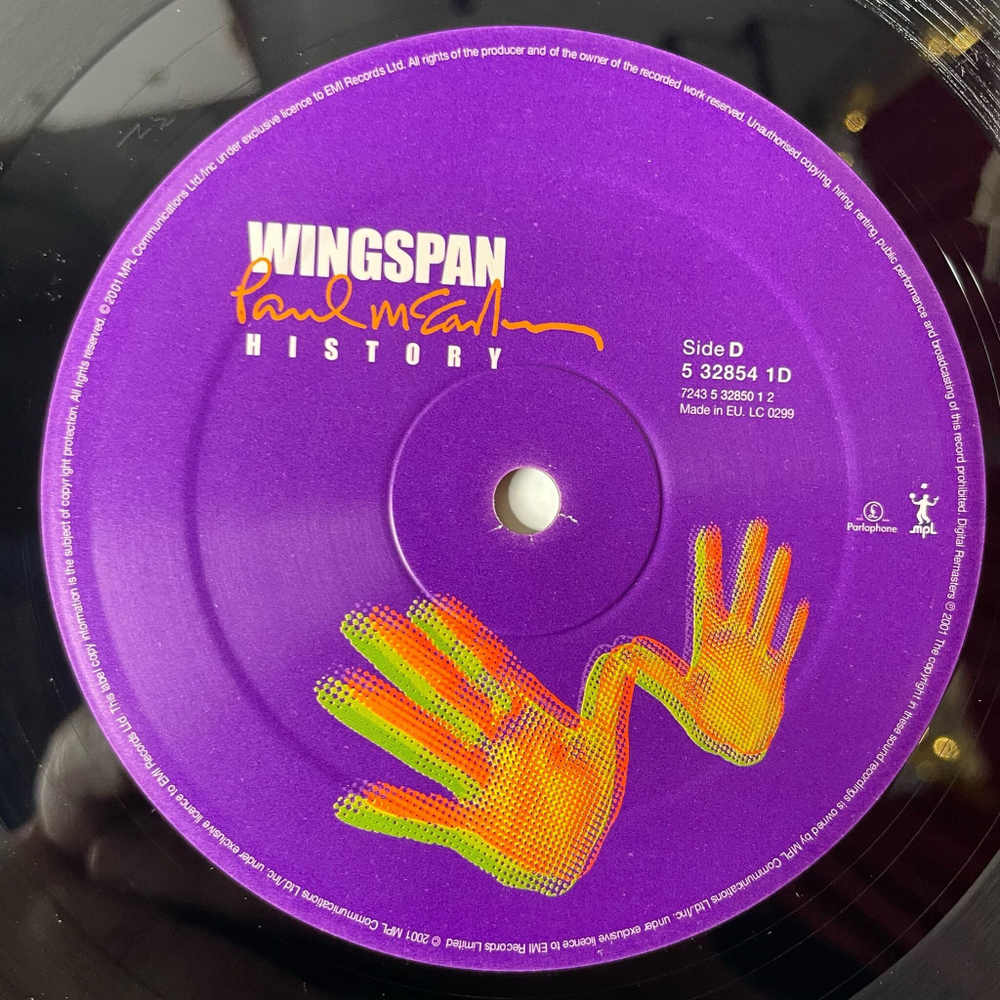 WINGSPAN
Paul McCartney
HISTORY
Side D
5 32854 1D
7243 5 32850 1 2
Made in EU. LC 0299
£
Parlophone
mpL
℗ 2001 The copyright in these sound recordings is owned by MPL Communications Ltd./Inc. under exclusive licence to EMI Records Limited © 2001 MPL Communications Ltd./Inc. under exclusive licence to EMI Records Ltd. This label copy information is the subject of copyright protection. All rights reserved. © 2001 MPL Communications Ltd./Inc under exclusive licence to EMI Records Ltd. All rights of the producer and of the owner of the recorded work reserved. Unauthorised copying, hiring, renting, public performance and broadcasting of this record prohibited. Digital Remasters